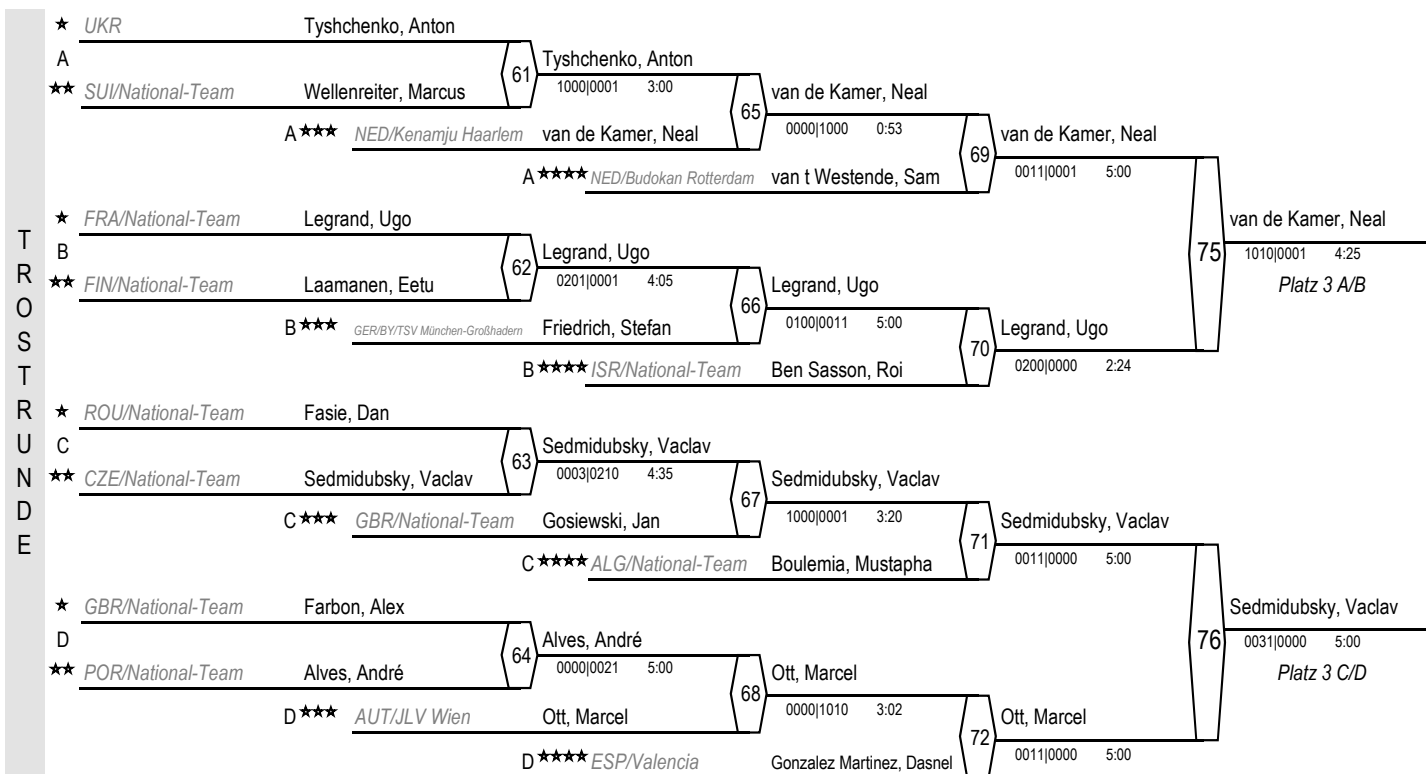 TROSTRUNDE
★ UKR Tyshchenko, Anton
A
61 Tyshchenko, Anton
1000|0001 3:00
★★ SUI/National-Team Wellenreiter, Marcus
65 van de Kamer, Neal
0000|1000 0:53
A ★★★ NED/Kenamju Haarlem van de Kamer, Neal
69 van de Kamer, Neal
0011|0001 5:00
A ★★★★ NED/Budokan Rotterdam van t Westende, Sam
★ FRA/National-Team Legrand, Ugo
75 van de Kamer, Neal
1010|0001 4:25
Platz 3 A/B
B
62 Legrand, Ugo
0201|0001 4:05
★★ FIN/National-Team Laamanen, Eetu
66 Legrand, Ugo
0100|0011 5:00
B ★★★ GER/BY/TSV München-Großhadern Friedrich, Stefan
70 Legrand, Ugo
0200|0000 2:24
B ★★★★ ISR/National-Team Ben Sasson, Roi
★ ROU/National-Team Fasie, Dan
C
63 Sedmidubsky, Vaclav
0003|0210 4:35
★★ CZE/National-Team Sedmidubsky, Vaclav
67 Sedmidubsky, Vaclav
1000|0001 3:20
C ★★★ GBR/National-Team Gosiewski, Jan
71 Sedmidubsky, Vaclav
0011|0000 5:00
C ★★★★ ALG/National-Team Boulemia, Mustapha
★ GBR/National-Team Farbon, Alex
76 Sedmidubsky, Vaclav
0031|0000 5:00
Platz 3 C/D
D
64 Alves, André
0000|0021 5:00
★★ POR/National-Team Alves, André
68 Ott, Marcel
0000|1010 3:02
D ★★★ AUT/JLV Wien Ott, Marcel
72 Ott, Marcel
0011|0000 5:00
D ★★★★ ESP/Valencia Gonzalez Martinez, Dasnel